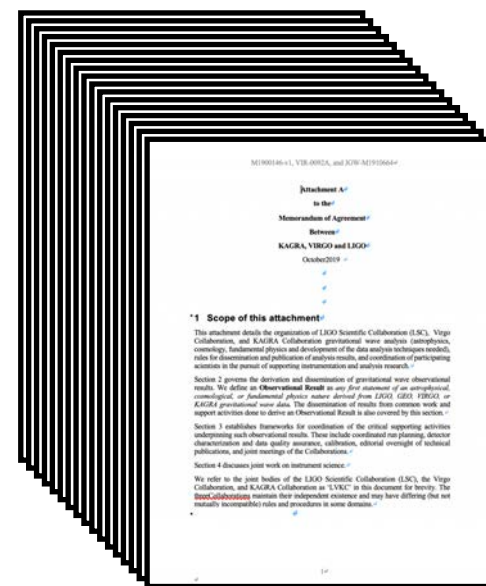 M1900146-v1, VIR-0092A, and JGW-M1910664
Attachment A
to the
Memorandum of Agreement
Between
KAGRA, VIRGO and LIGO
October2019
1 Scope of this attachment
This attachment details the organization of LIGO Scientific Collaboration (LSC), Virgo
Collaboration, and KAGRA Collaboration gravitational wave analysis (astrophysics,
cosmology, fundamental physics and development of the data analysis techniques needed),
rules for dissemination and publication of analysis results, and coordination of participating
scientists in the pursuit of supporting instrumentation and analysis research.
Section 2 governs the derivation and dissemination of gravitational wave observational
results. We define an Observational Result as any first statement of an astrophysical,
cosmological, or fundamental physics nature derived from LIGO, GEO, VIRGO, or
KAGRA gravitational wave data. The dissemination of results from common work and
support activities done to derive an Observational Result is also covered by this section.
Section 3 establishes frameworks for coordination of the critical supporting activities
underpinning such observational results. These include coordinated run planning, detector
characterization and data quality assurance, calibration, editorial oversight of technical
publications, and joint meetings of the Collaborations.
Section 4 discusses joint work on instrument science.
We refer to the joint bodies of the LIGO Scientific Collaboration (LSC), the Virgo
Collaboration, and KAGRA Collaboration as 'LVKC' in this document for brevity. The
threeCollaborations maintain their independent existence and may have differing (but not
mutually incompatible) rules and procedures in some domains.
1